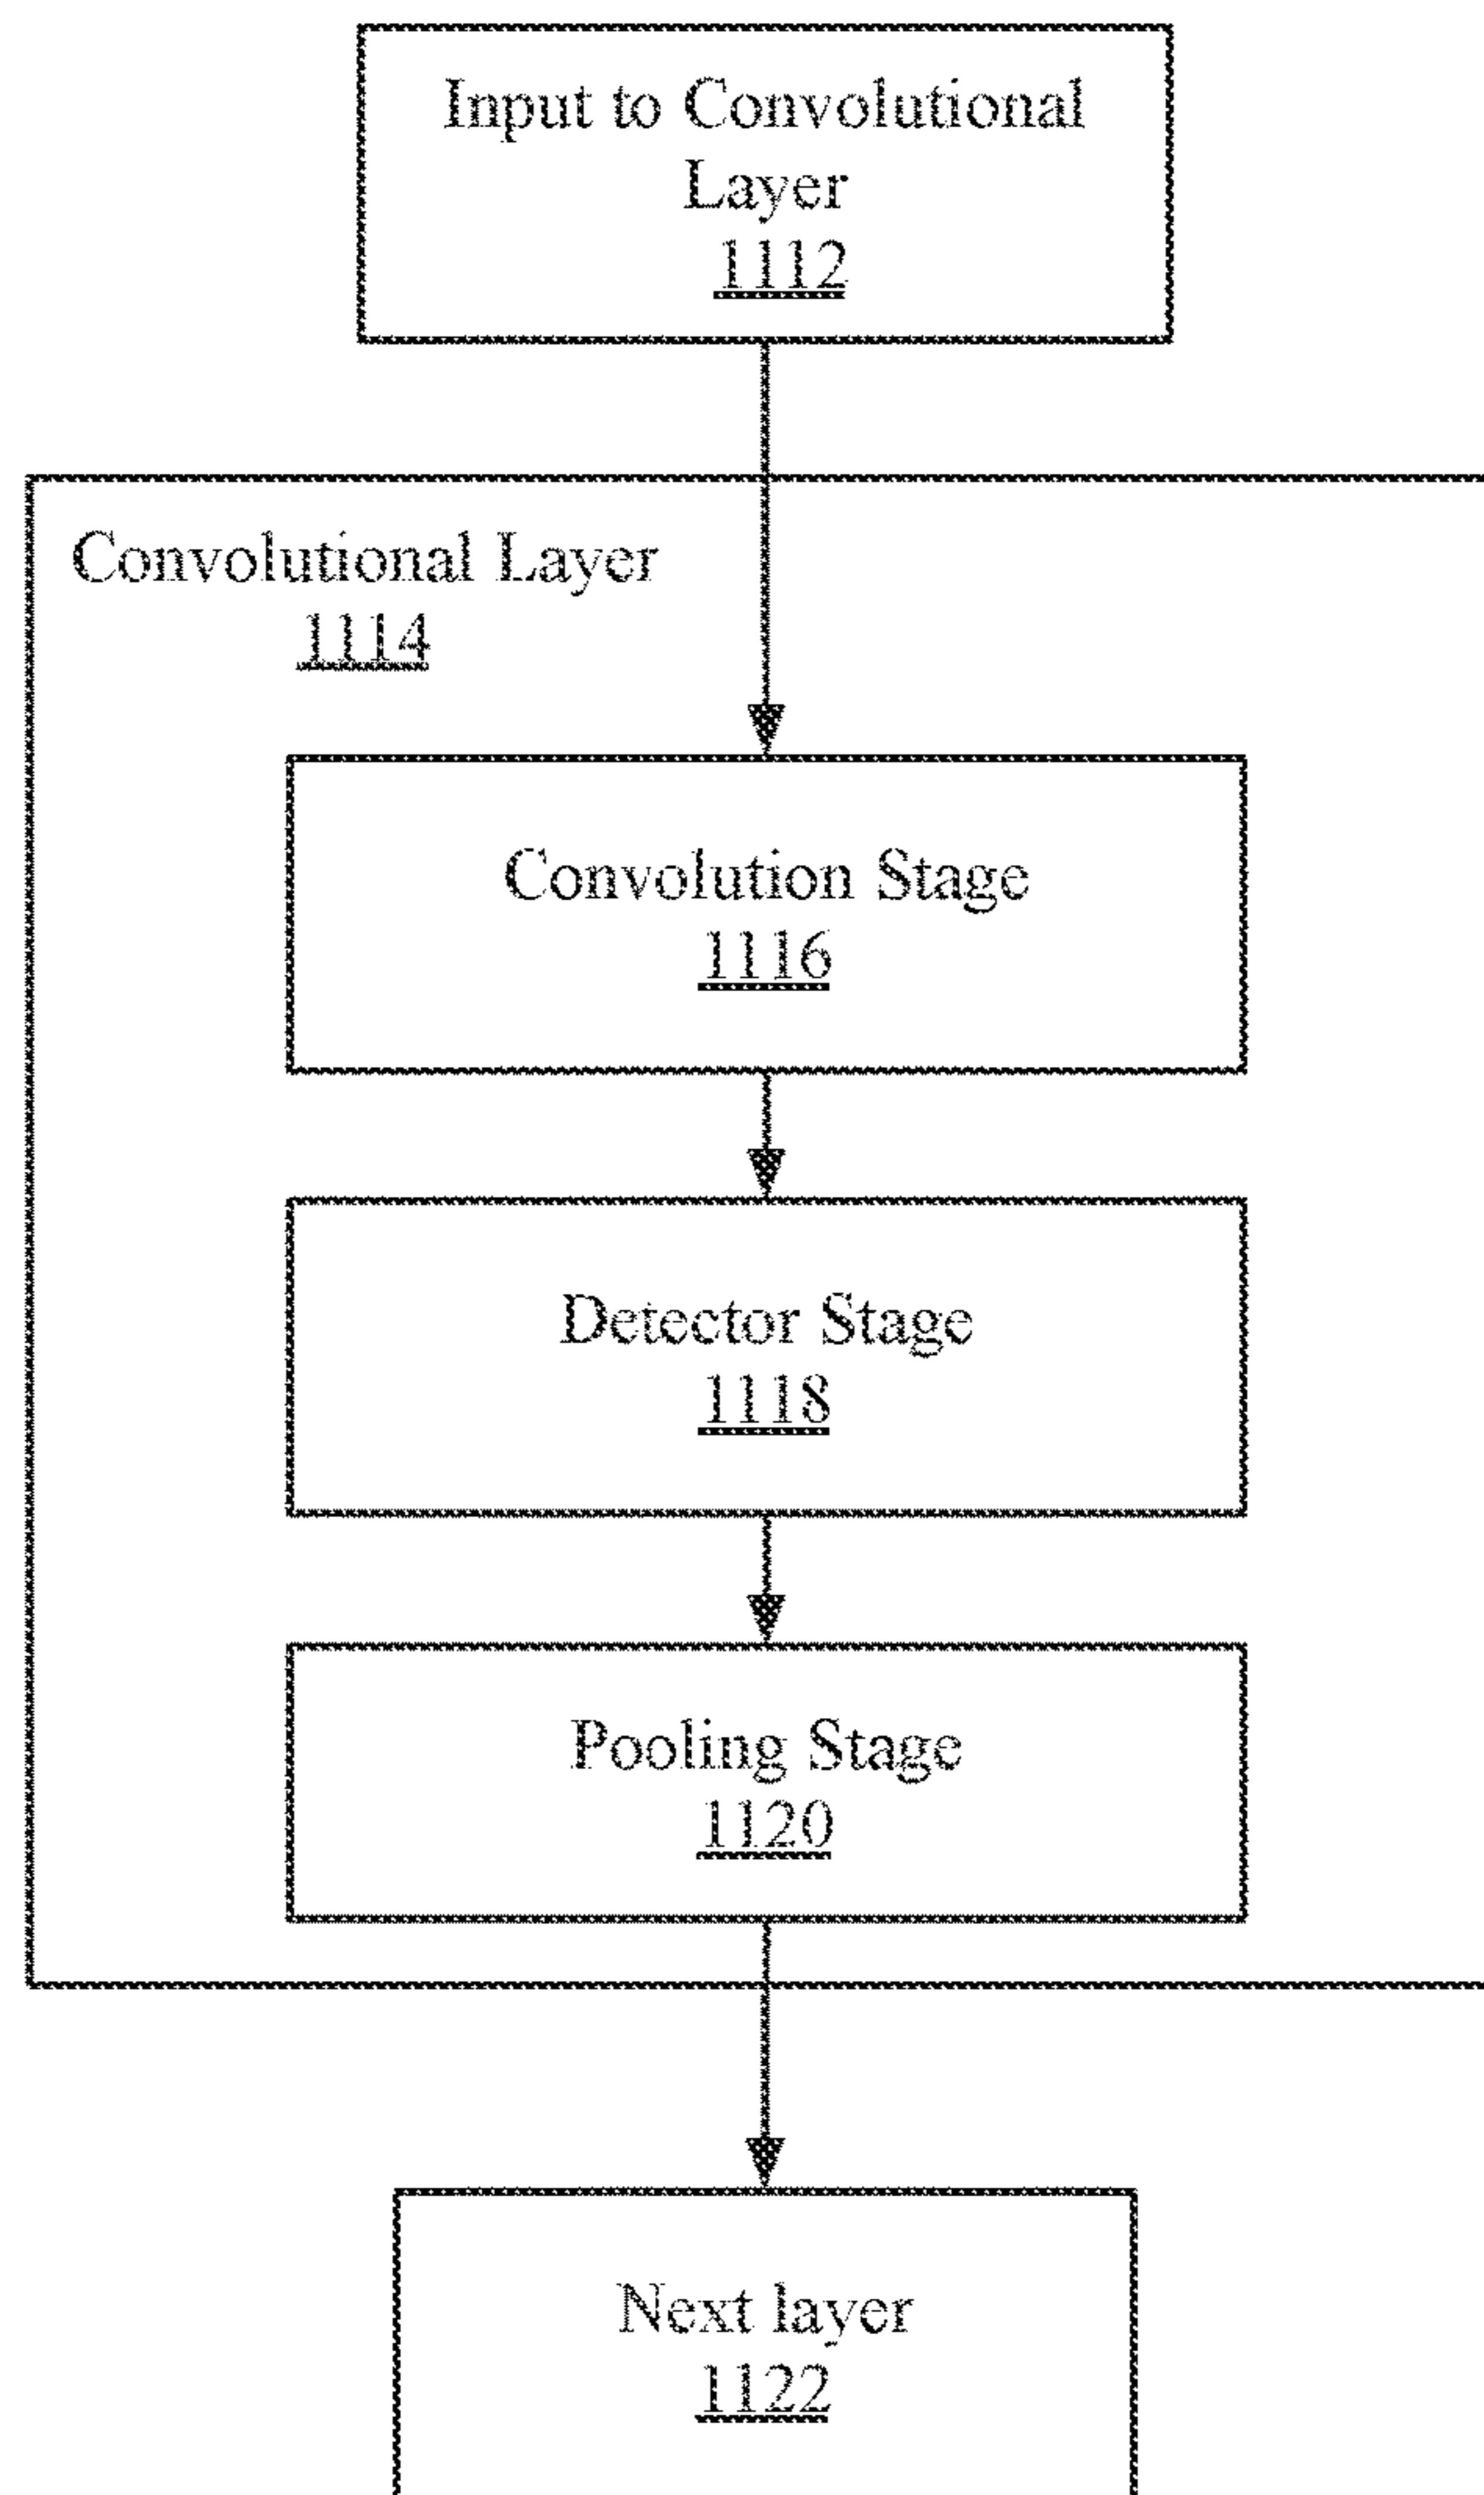 Input to Convolutional
Layer
1112
Convolutional Layer
1114
Convolution Stage
1116
Detector Stage
1118
Pooling Stage
1120
Next layer
1122